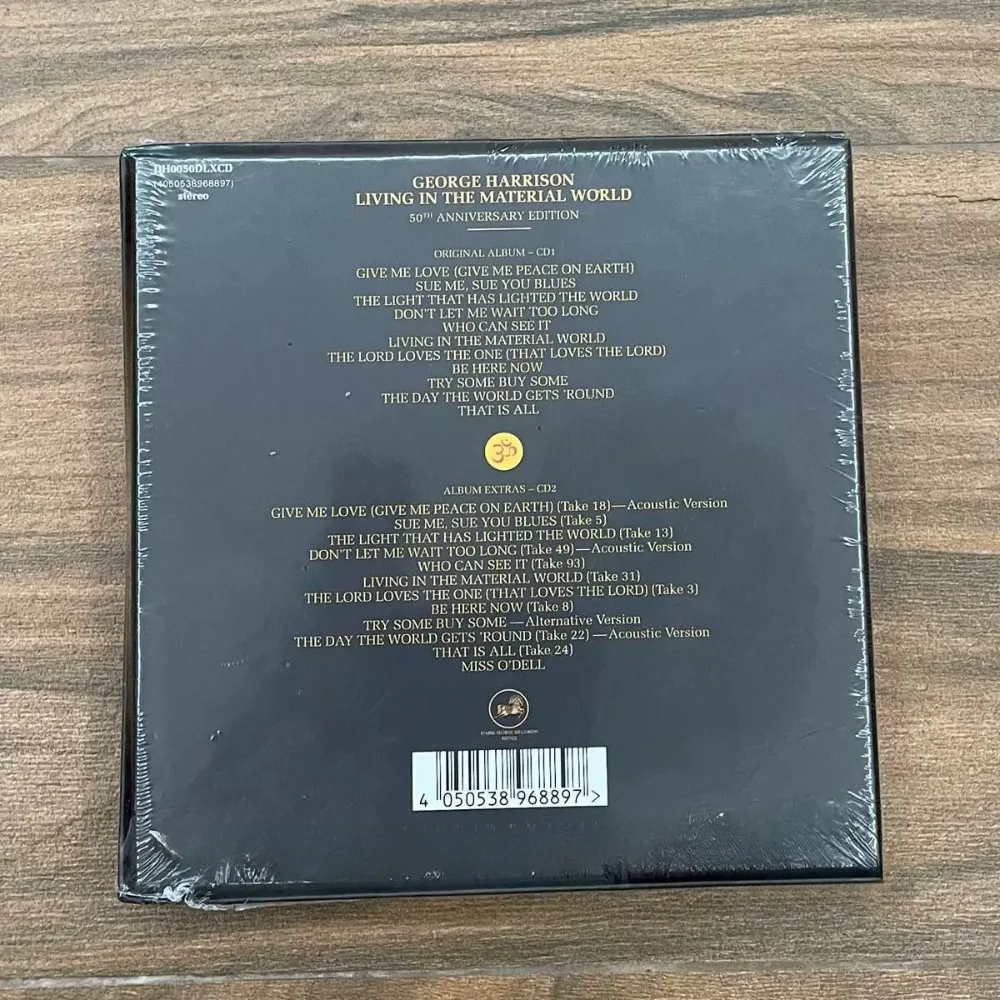 DH0050DLXCD
(4050538968897)
stereo
GEORGE HARRISON
LIVING IN THE MATERIAL WORLD
50TH ANNIVERSARY EDITION
ORIGINAL ALBUM – CD1
GIVE ME LOVE (GIVE ME PEACE ON EARTH)
SUE ME, SUE YOU BLUES
THE LIGHT THAT HAS LIGHTED THE WORLD
DON'T LET ME WAIT TOO LONG
WHO CAN SEE IT
LIVING IN THE MATERIAL WORLD
THE LORD LOVES THE ONE (THAT LOVES THE LORD)
BE HERE NOW
TRY SOME BUY SOME
THE DAY THE WORLD GETS 'ROUND
THAT IS ALL
ॐ
ALBUM EXTRAS – CD2
GIVE ME LOVE (GIVE ME PEACE ON EARTH) (Take 18)—Acoustic Version
SUE ME, SUE YOU BLUES (Take 5)
THE LIGHT THAT HAS LIGHTED THE WORLD (Take 13)
DON'T LET ME WAIT TOO LONG (Take 49)—Acoustic Version
WHO CAN SEE IT (Take 93)
LIVING IN THE MATERIAL WORLD (Take 31)
THE LORD LOVES THE ONE (THAT LOVES THE LORD) (Take 3)
BE HERE NOW (Take 8)
TRY SOME BUY SOME —Alternative Version
THE DAY THE WORLD GETS 'ROUND (Take 22) —Acoustic Version
THAT IS ALL (Take 24)
MISS O'DELL
DARK HORSE RECORDS
4 050538 968897 >